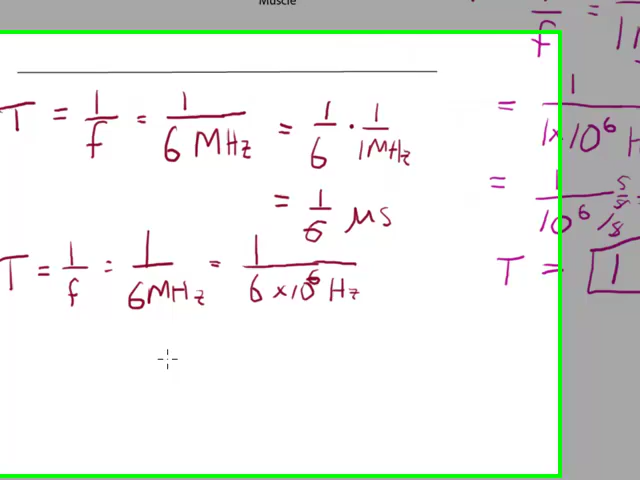 Muscle
T = 1/f = 1/6 MHz = 1/6 · 1/1MHz
= 1/6 μs
T = 1/f = 1/6MHz = 1/6 ×10⁶ Hz
1/f =
= 1/1×10⁶ H
= 1/10⁶ /s
T = 1